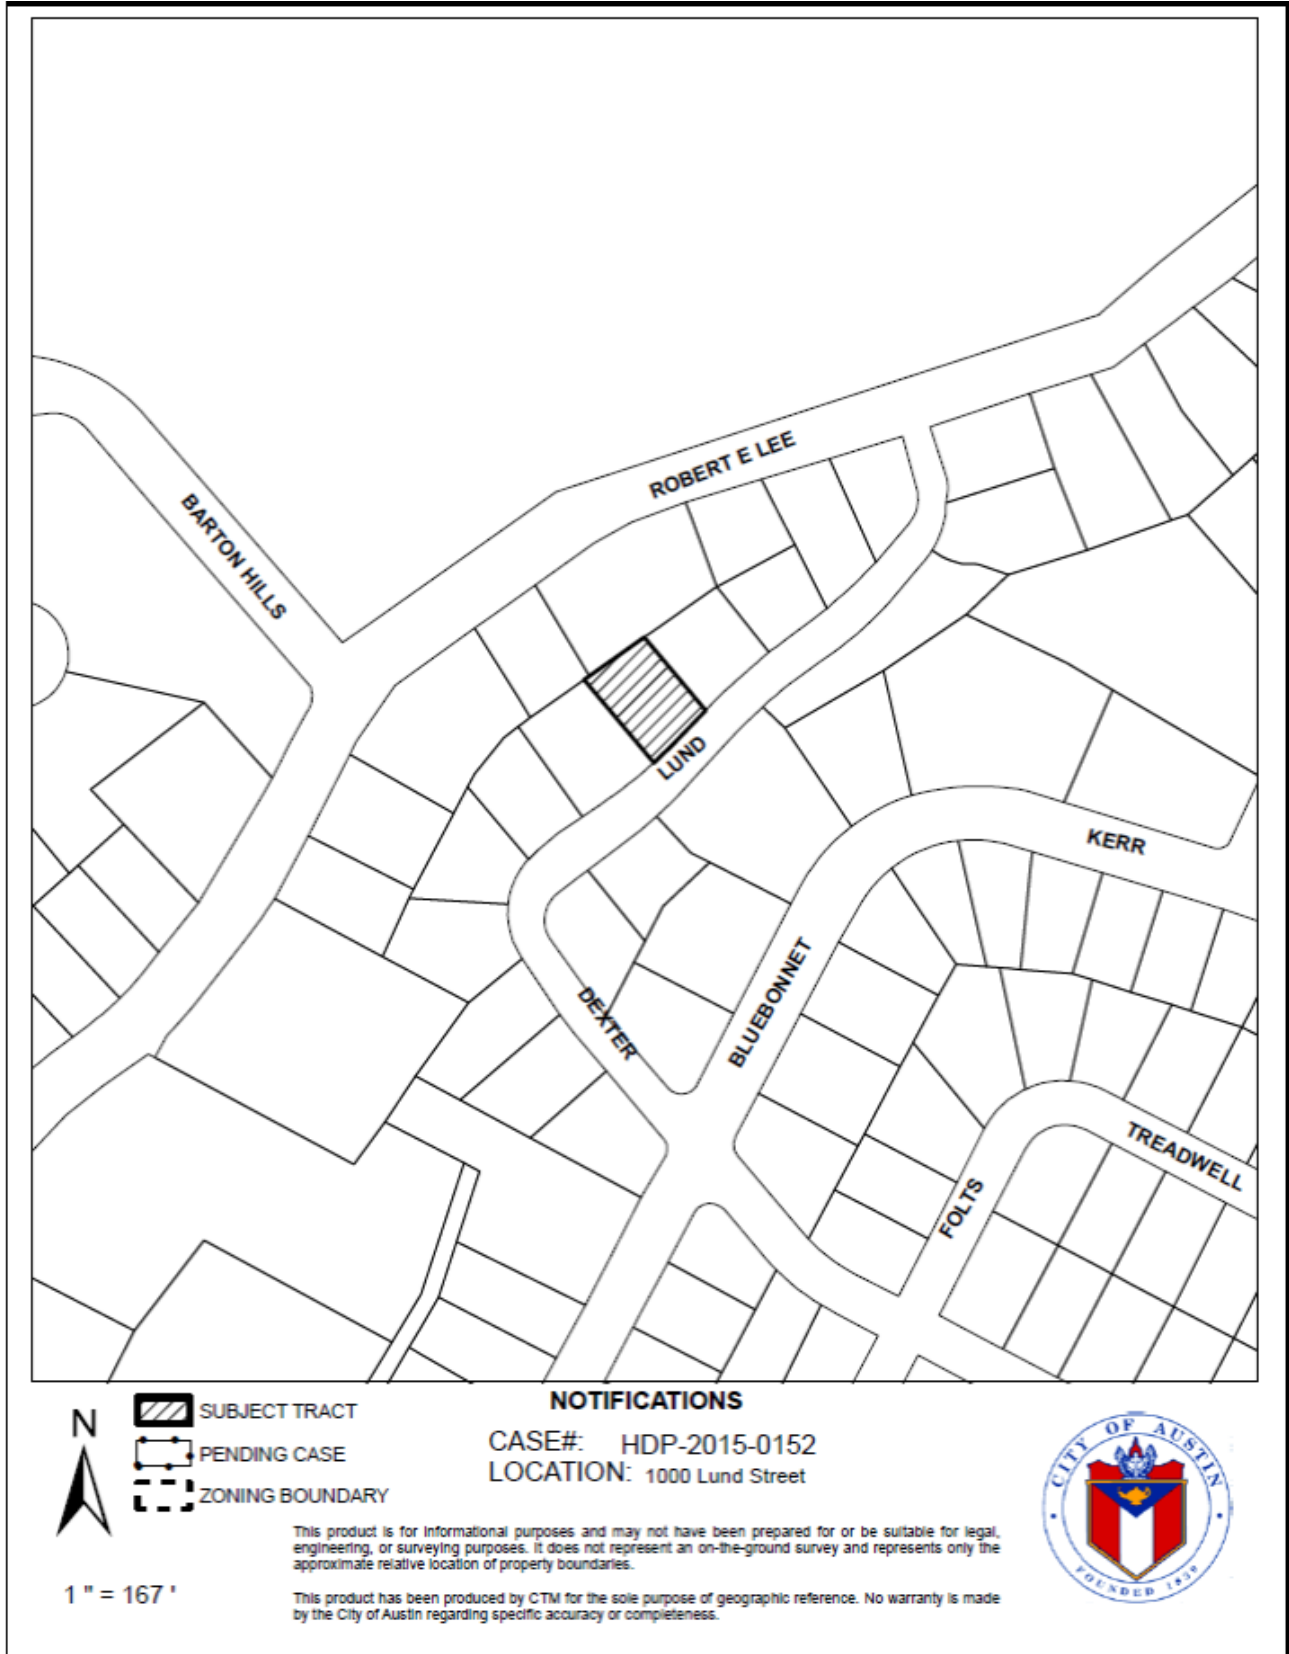 ROBERT E LEE
BARTON HILLS
LUND
KERR
BLUEBONNET
DEXTER
TREADWELL
FOLTS
N
SUBJECT TRACT
PENDING CASE
ZONING BOUNDARY
1 " = 167 '
NOTIFICATIONS
CASE#: HDP-2015-0152
LOCATION: 1000 Lund Street
This product is for informational purposes and may not have been prepared for or be suitable for legal,
engineering, or surveying purposes. It does not represent an on-the-ground survey and represents only the
approximate relative location of property boundaries.
This product has been produced by CTM for the sole purpose of geographic reference. No warranty is made
by the City of Austin regarding specific accuracy or completeness.
CITY OF AUSTIN
FOUNDED 1839